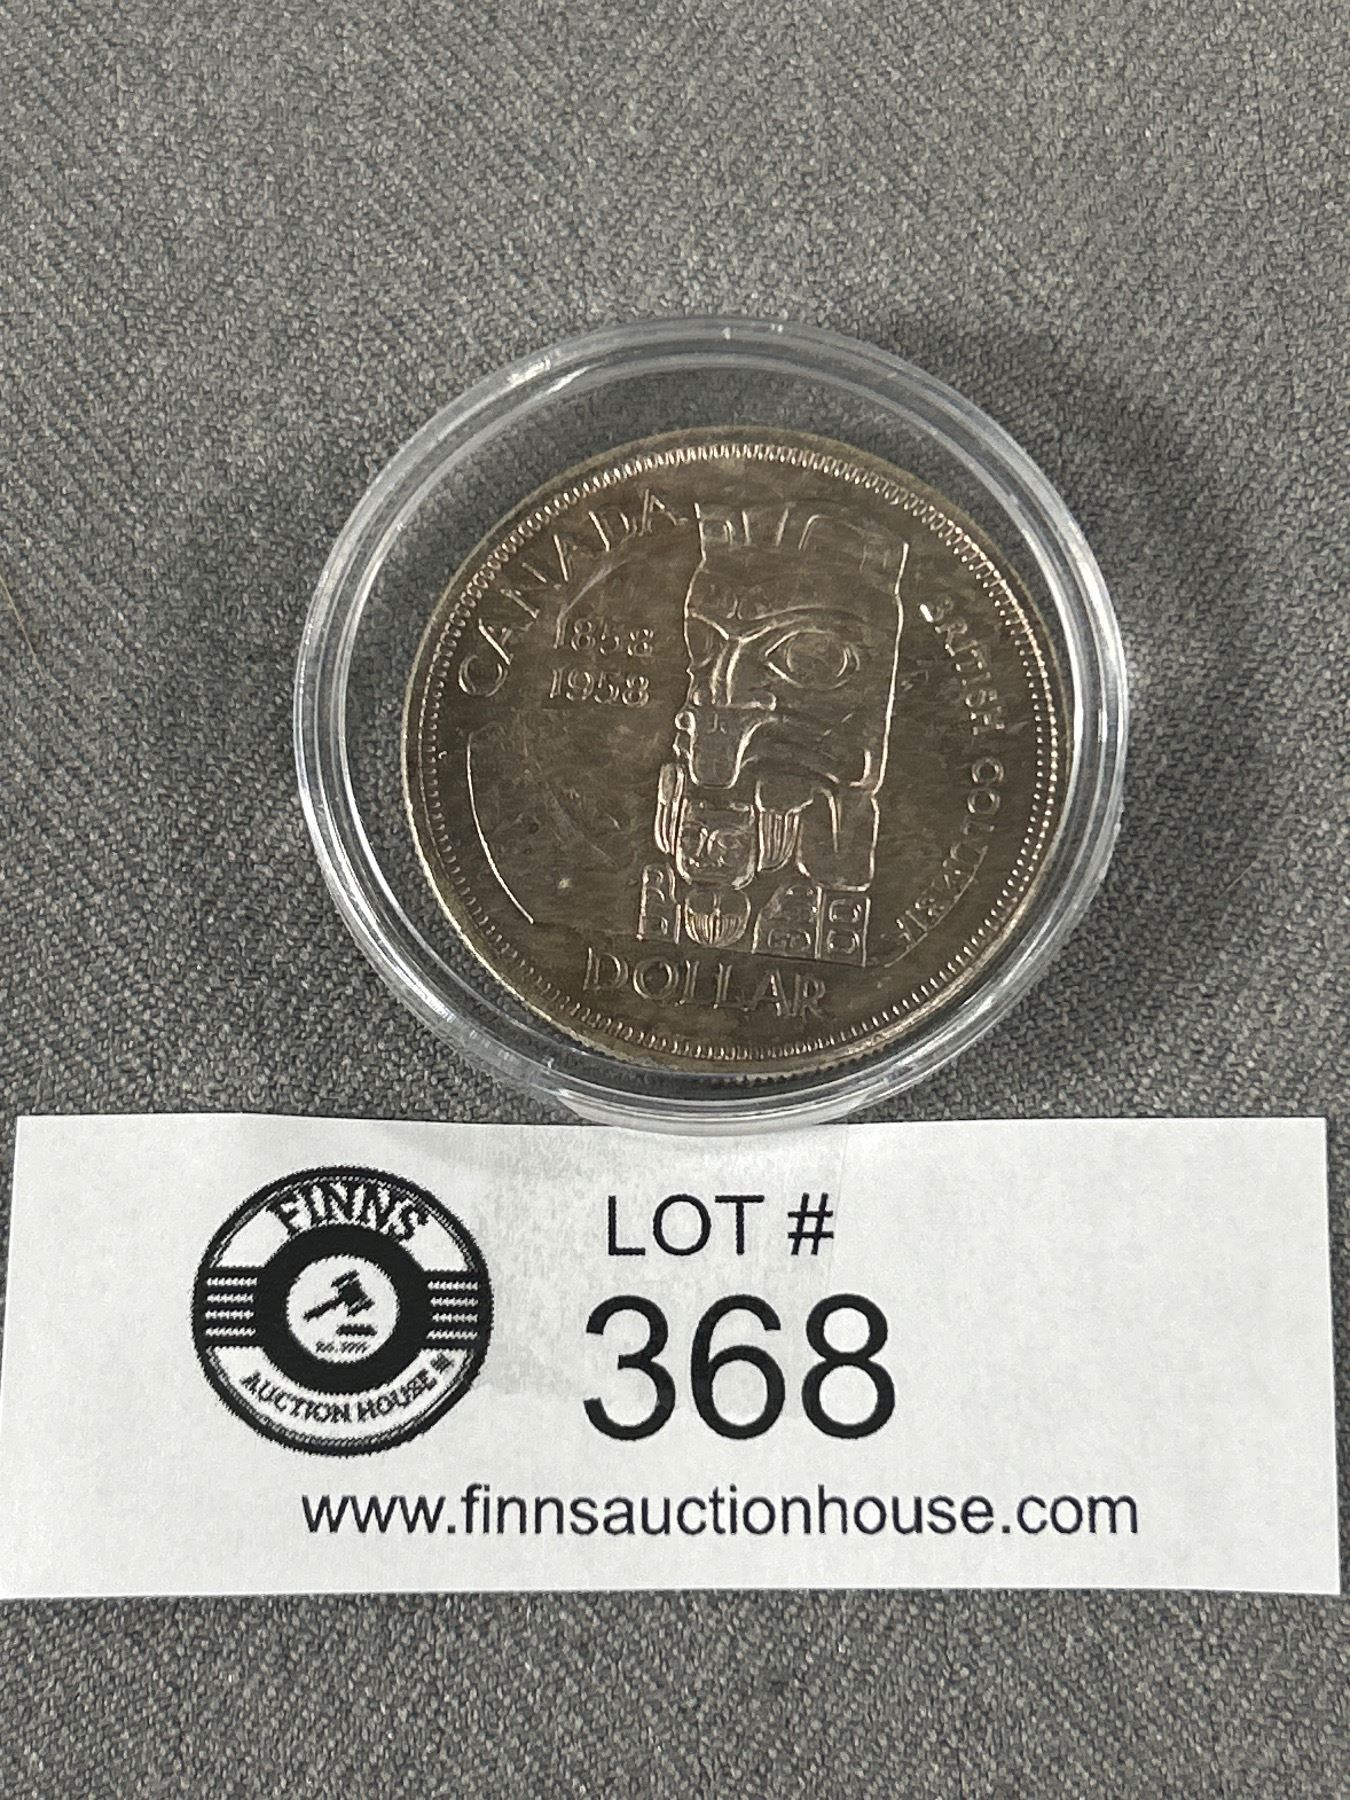 CANADA
1858
1958
BRITISH COLUMBIA
DOLLAR
FINNS
AUCTION HOUSE
LOT #
368
www.finnsauctionhouse.com